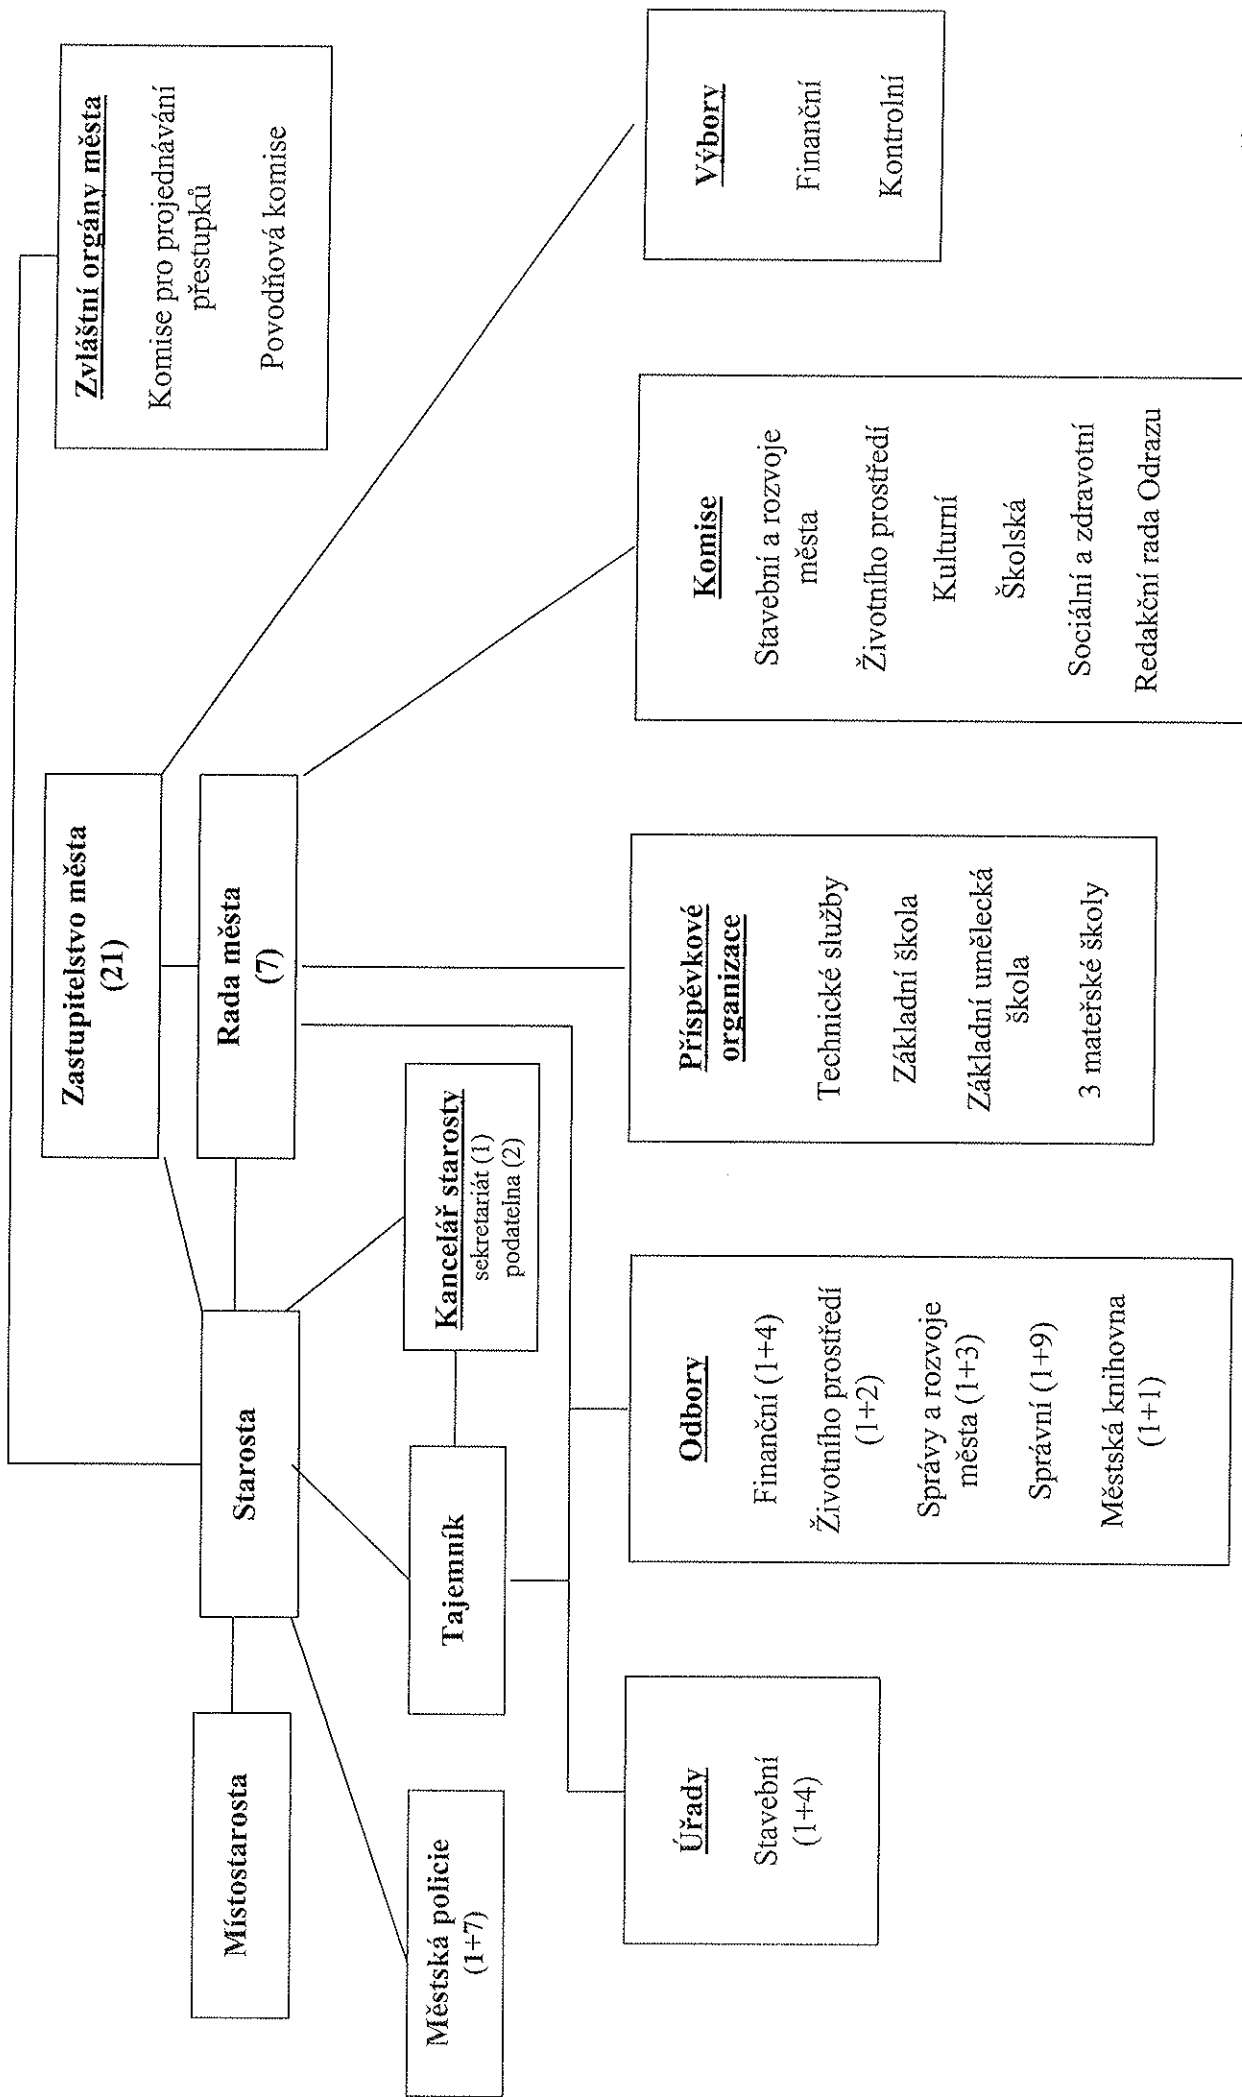 Zastupitelstvo města
(21)
Zvláštní orgány města
Komise pro projednávání
přestupků
Povodňová komise
Místostarosta
Starosta
Rada města
(7)
Městská policie
(1+7)
Tajemník
Kancelář starosty
sekretariát (1)
podatelna (2)
Úřady
Stavební
(1+4)
Odbory
Finanční (1+4)
Životního prostředí
(1+2)
Správy a rozvoje
města (1+3)
Správní (1+9)
Městská knihovna
(1+1)
Příspěvkové
organizace
Technické služby
Základní škola
Základní umělecká
škola
3 mateřské školy
Komise
Stavební a rozvoje
města
Životního prostředí
Kulturní
Školská
Sociální a zdravotní
Redakční rada Odrazu
Výbory
Finanční
Kontrolní